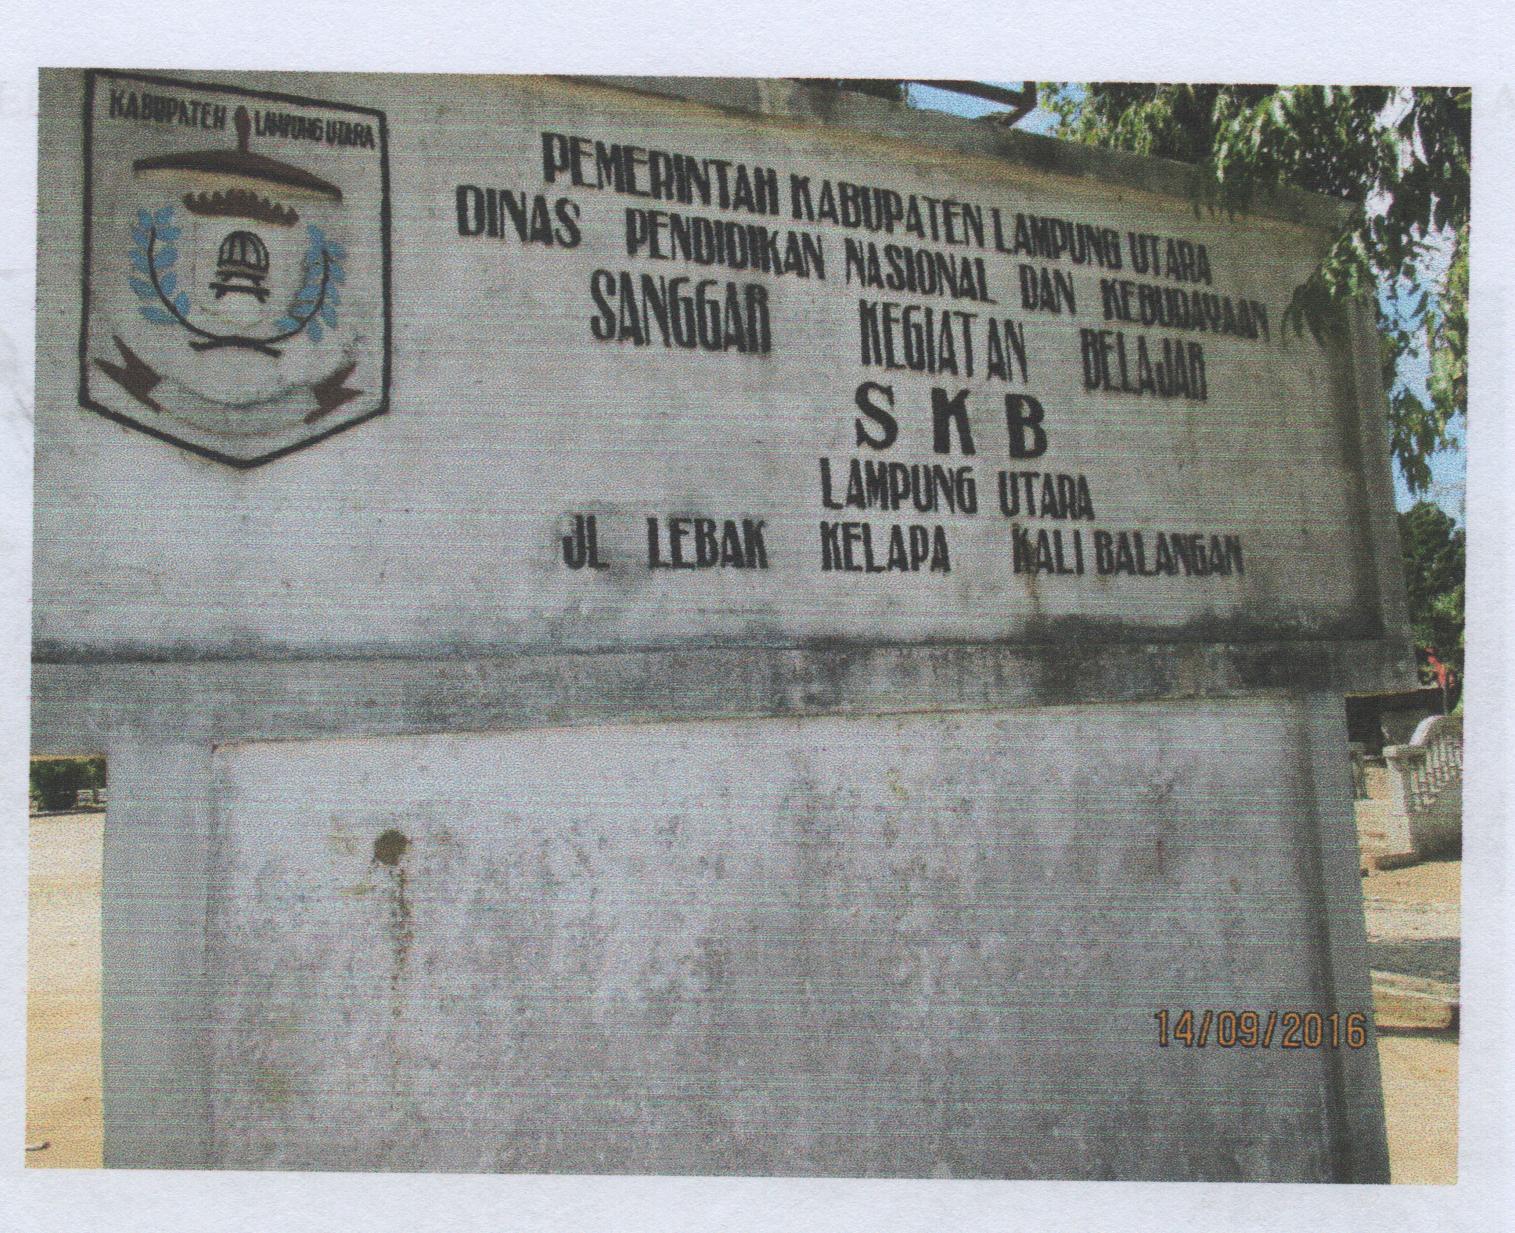 KABUPATEN LAMPUNG UTARA
PEMERINTAH KABUPATEN LAMPUNG UTARA
DINAS PENDIDIKAN NASIONAL DAN KEBUDAYAAN
SANGGAR KEGIATAN BELAJAR
SKB
LAMPUNG UTARA
JL LEBAK KELAPA KALI BALANGAN
14/09/2016